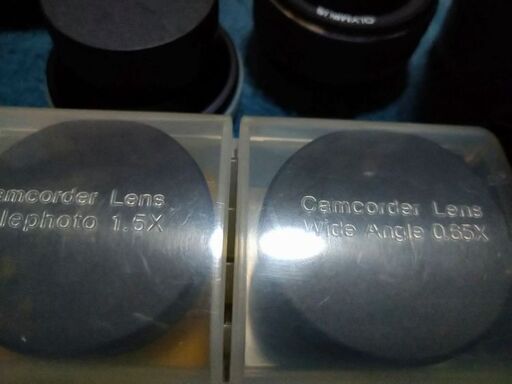 amcorder Lens
lephoto 1.5X
Camcorder Lens
Wide Angle 0.65X